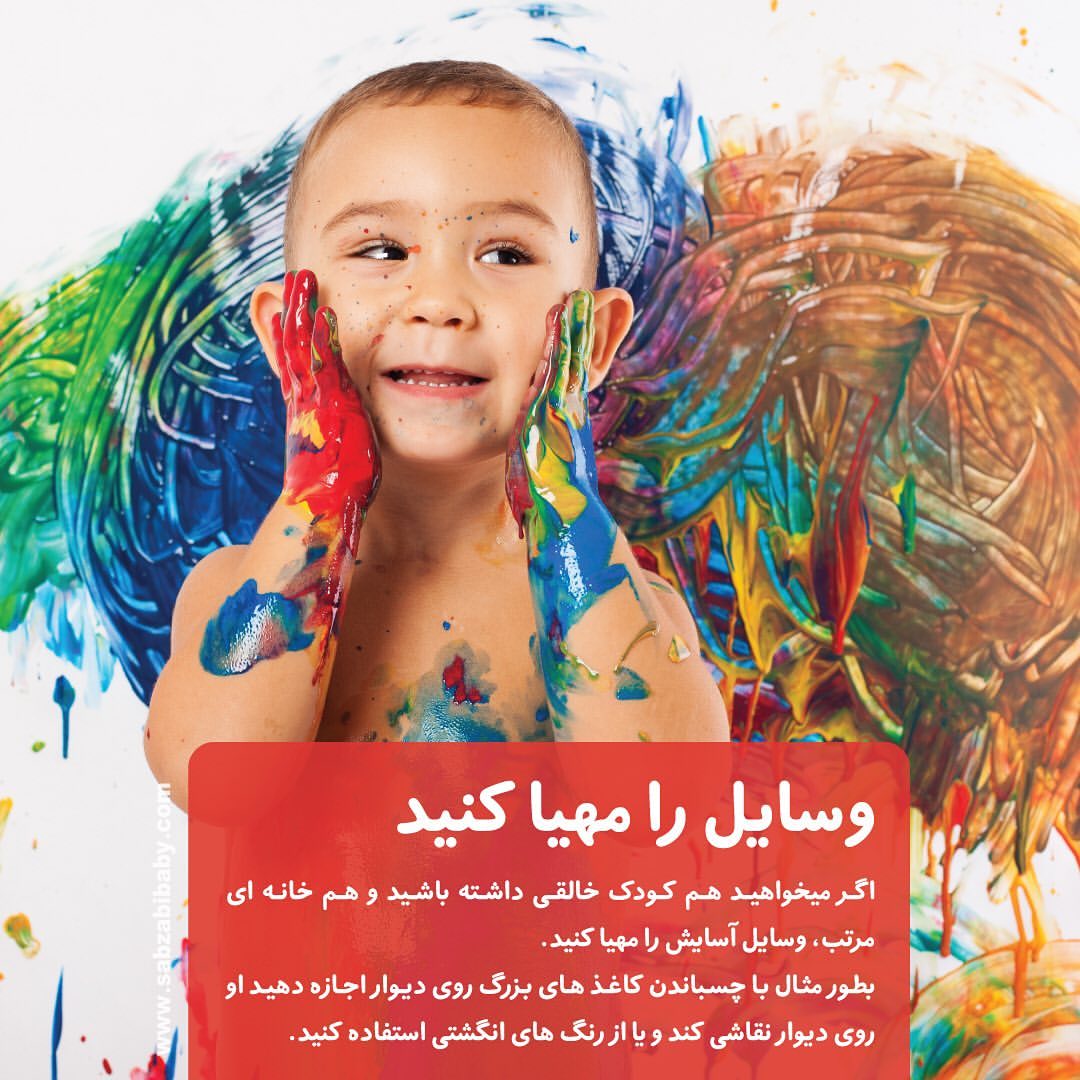 وسایل را مهیا کنید
اگر میخواهید هم کودک خالقی داشته باشید و هم خانه ای
مرتب، وسایل آسایش را مهیا کنید.
بطور مثال با چسباندن کاغذ های بزرگ روی دیوار اجازه دهید او
روی دیوار نقاشی کند و یا از رنگ های انگشتی استفاده کنید.
www.sabzabibaby.com